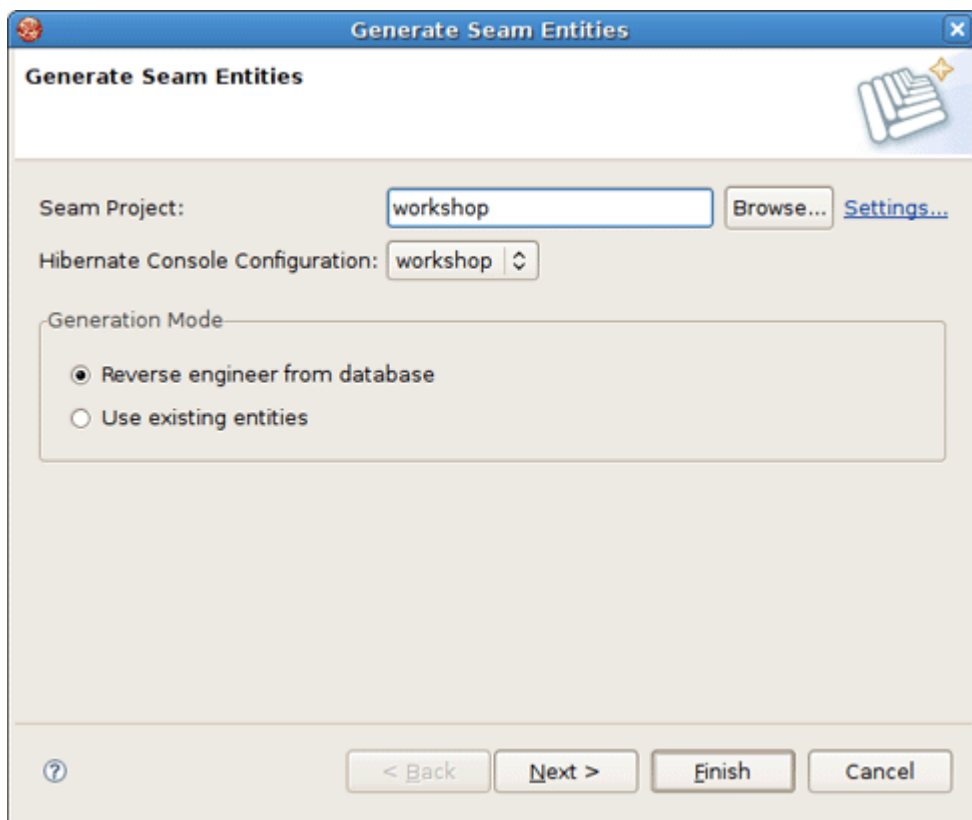 Generate Seam Entities
Generate Seam Entities
Seam Project: workshop Browse... Settings...
Hibernate Console Configuration: workshop
Generation Mode
Reverse engineer from database
Use existing entities
? < Back Next > Finish Cancel